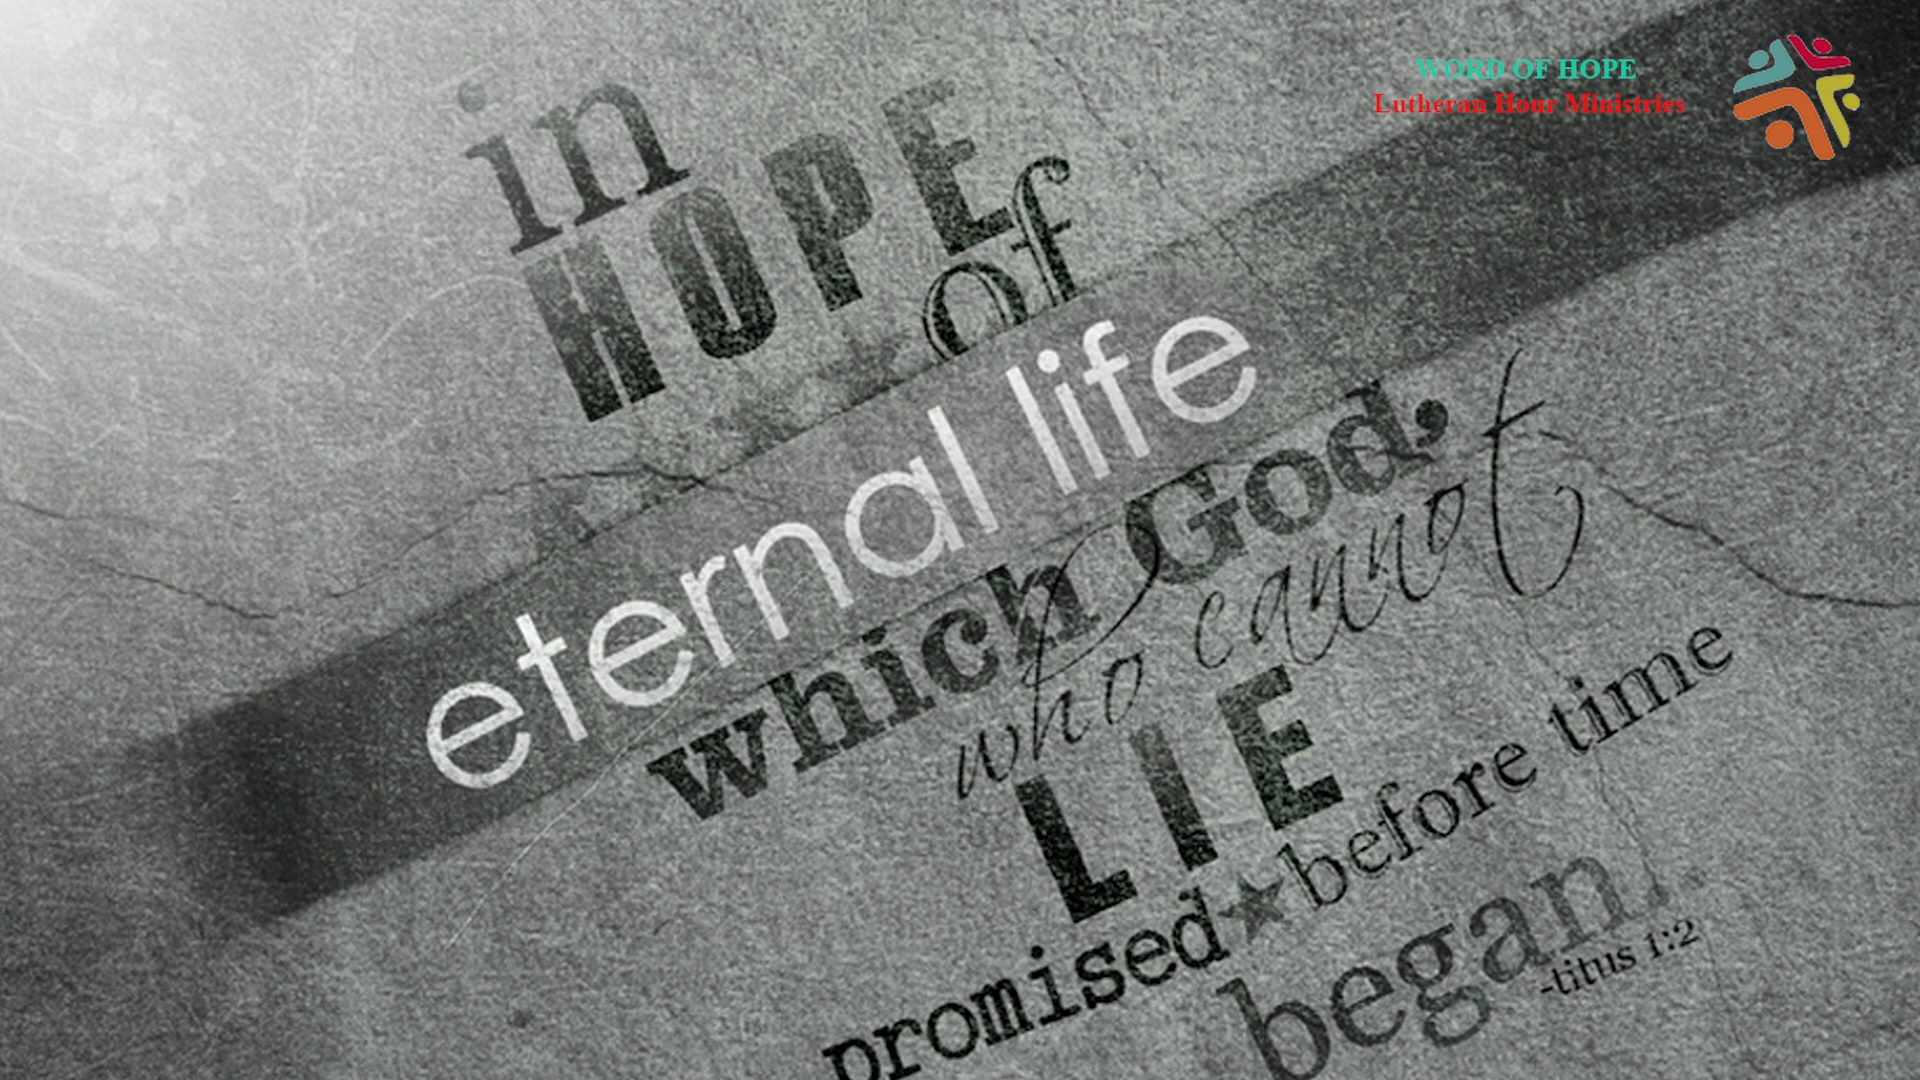 WORD OF HOPE
Lutheran Hour Ministries
in
HOPE
of
eternal life
which God,
who cannot
LIE
promised★before time
began.
-titus 1:2